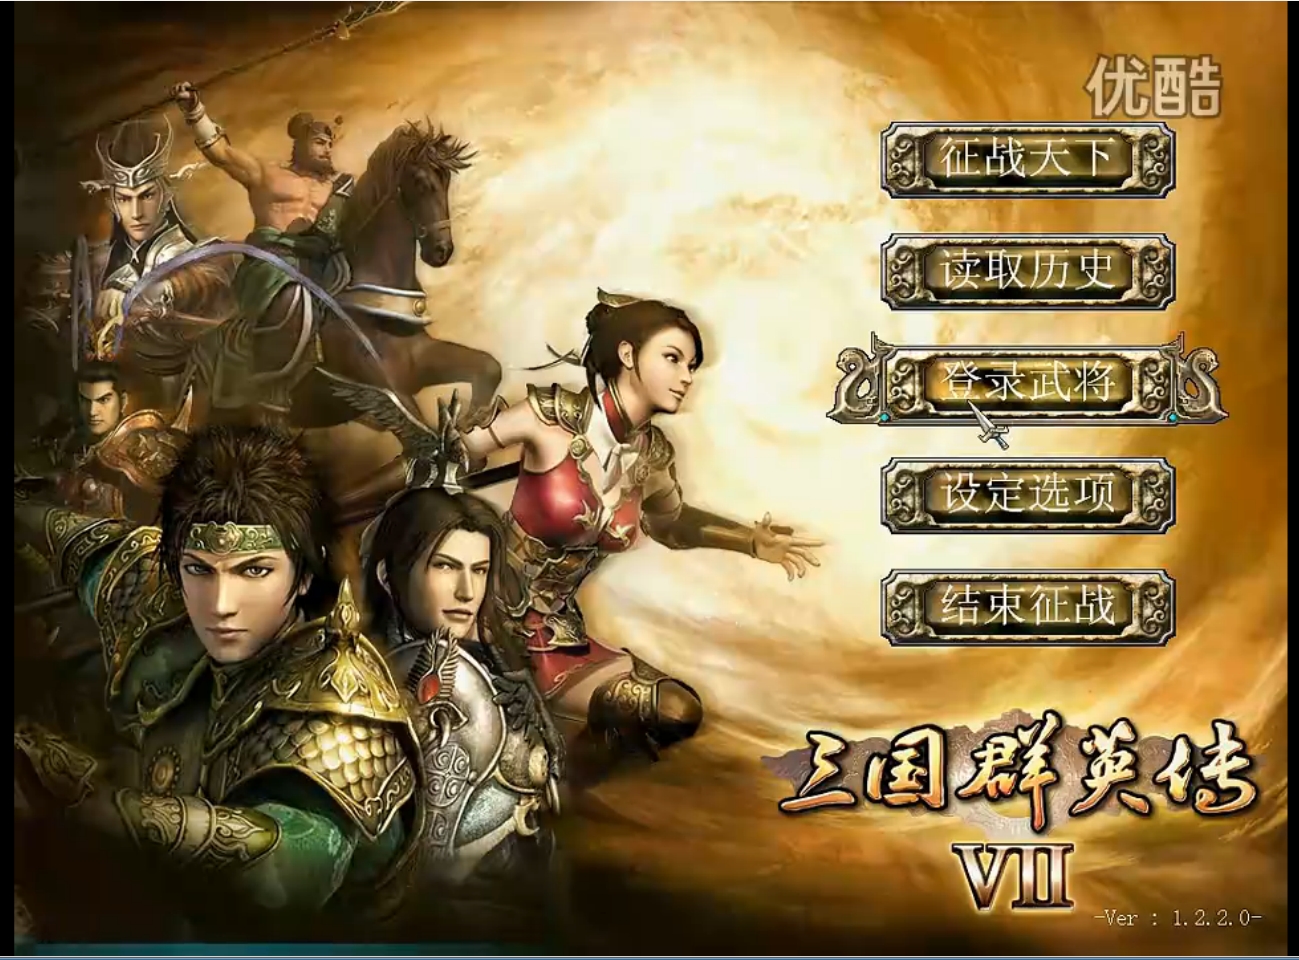 优酷
征战天下
读取历史
登录武将
设定选项
结束征战
三国群英传
VII
-Ver : 1.2.2.0-